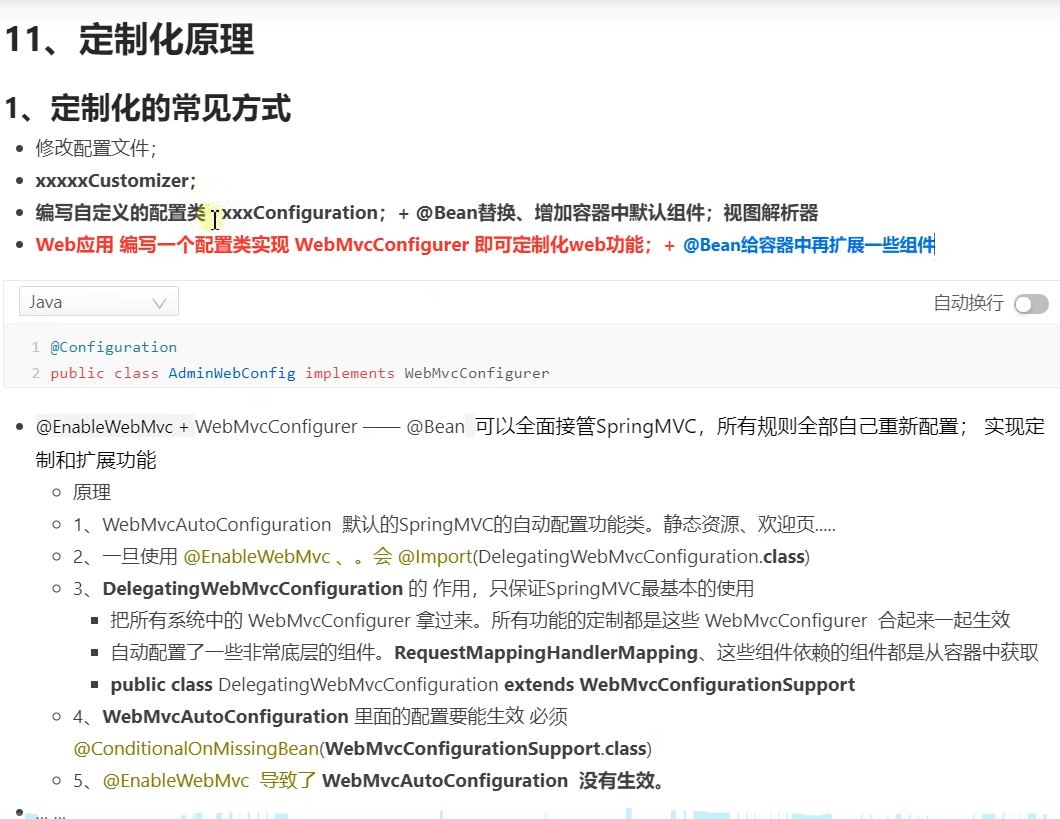 11、定制化原理
1、定制化的常见方式
修改配置文件；
xxxxxCustomizer；
编写自定义的配置类 xxxConfiguration；+ @Bean替换、增加容器中默认组件；视图解析器
Web应用 编写一个配置类实现 WebMvcConfigurer 即可定制化web功能；+ @Bean给容器中再扩展一些组件
Java
自动换行
1 @Configuration
2 public class AdminWebConfig implements WebMvcConfigurer
@EnableWebMvc + WebMvcConfigurer —— @Bean 可以全面接管SpringMVC，所有规则全部自己重新配置； 实现定
制和扩展功能
原理
1、WebMvcAutoConfiguration 默认的SpringMVC的自动配置功能类。静态资源、欢迎页.....
2、一旦使用 @EnableWebMvc 、。会 @Import(DelegatingWebMvcConfiguration.class)
3、DelegatingWebMvcConfiguration 的 作用，只保证SpringMVC最基本的使用
把所有系统中的 WebMvcConfigurer 拿过来。所有功能的定制都是这些 WebMvcConfigurer 合起来一起生效
自动配置了一些非常底层的组件。RequestMappingHandlerMapping、这些组件依赖的组件都是从容器中获取
public class DelegatingWebMvcConfiguration extends WebMvcConfigurationSupport
4、WebMvcAutoConfiguration 里面的配置要能生效 必须
@ConditionalOnMissingBean(WebMvcConfigurationSupport.class)
5、@EnableWebMvc 导致了 WebMvcAutoConfiguration 没有生效。
... ...